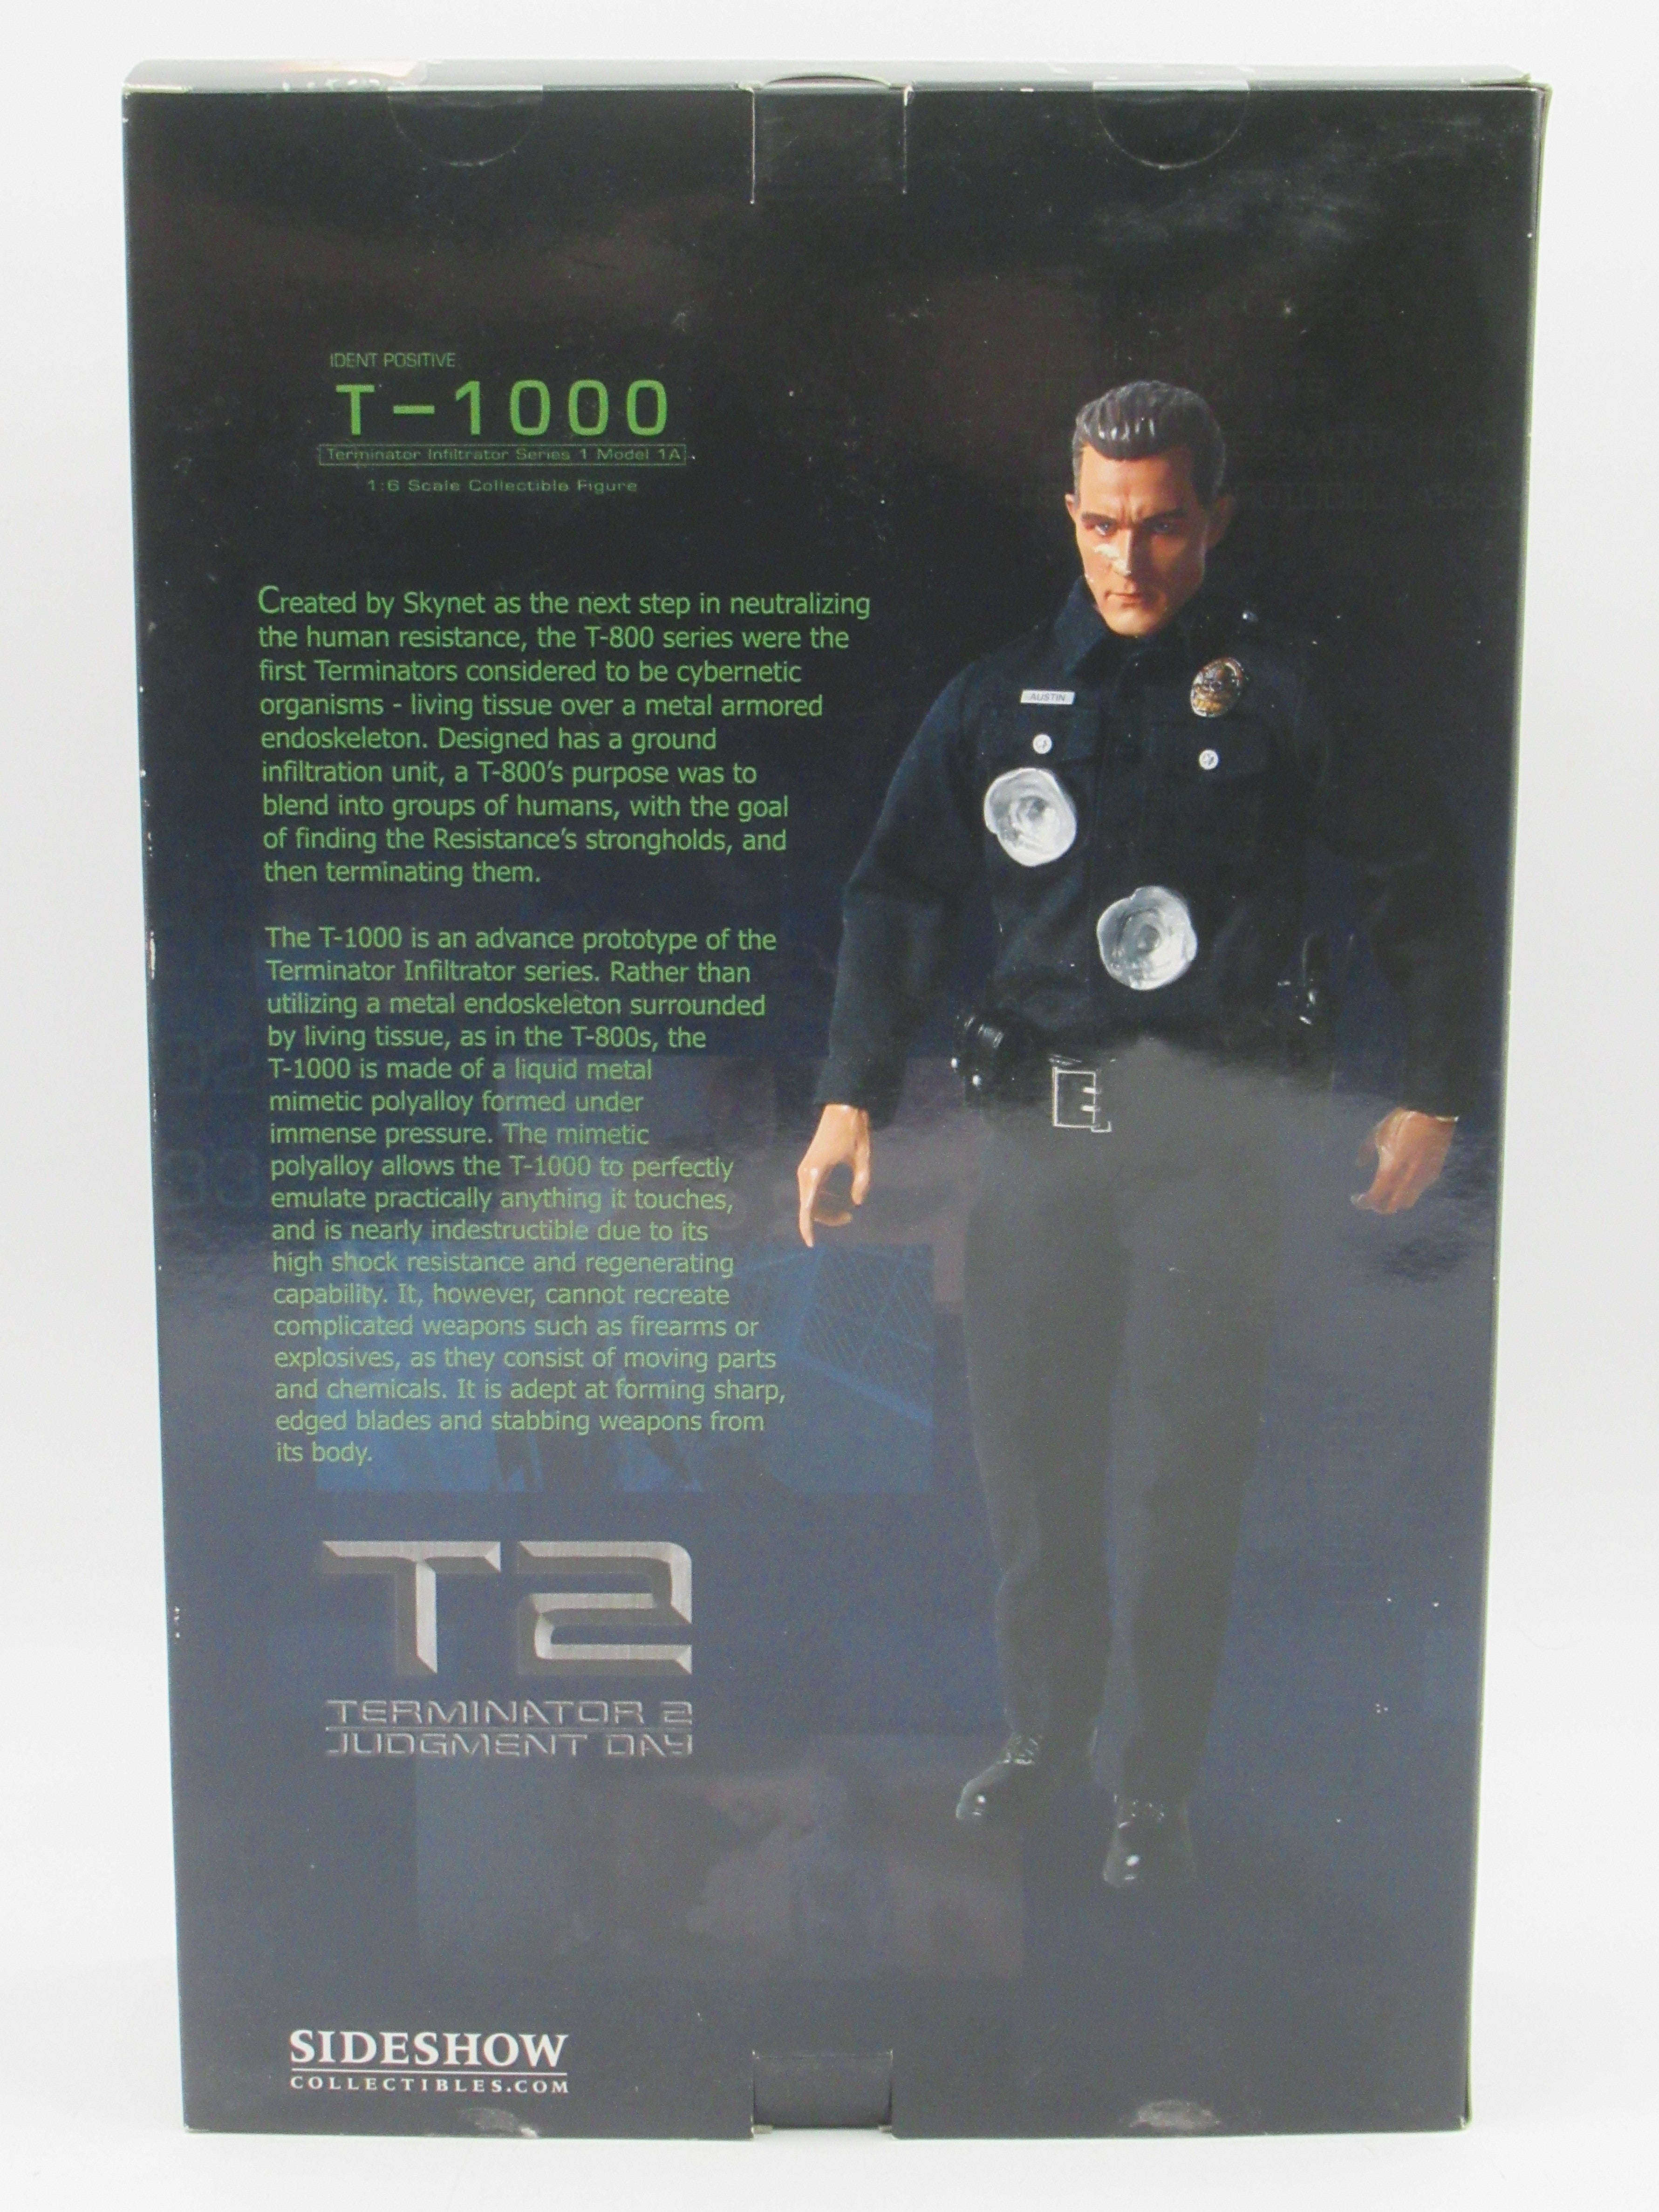 IDENT POSITIVE
T-1000
Terminator Infiltrator Series 1 Model 1A
1:6 Scale Collectible Figure
Created by Skynet as the next step in neutralizing
the human resistance, the T-800 series were the
first Terminators considered to be cybernetic
organisms - living tissue over a metal armored
endoskeleton. Designed has a ground
infiltration unit, a T-800's purpose was to
blend into groups of humans, with the goal
of finding the Resistance's strongholds, and
then terminating them.
The T-1000 is an advance prototype of the
Terminator Infiltrator series. Rather than
utilizing a metal endoskeleton surrounded
by living tissue, as in the T-800s, the
T-1000 is made of a liquid metal
mimetic polyalloy formed under
immense pressure. The mimetic
polyalloy allows the T-1000 to perfectly
emulate practically anything it touches,
and is nearly indestructible due to its
high shock resistance and regenerating
capability. It, however, cannot recreate
complicated weapons such as firearms or
explosives, as they consist of moving parts
and chemicals. It is adept at forming sharp,
edged blades and stabbing weapons from
its body.
AUSTIN
T2
TERMINATOR 2
JUDGMENT DAY
SIDESHOW
COLLECTIBLES.COM